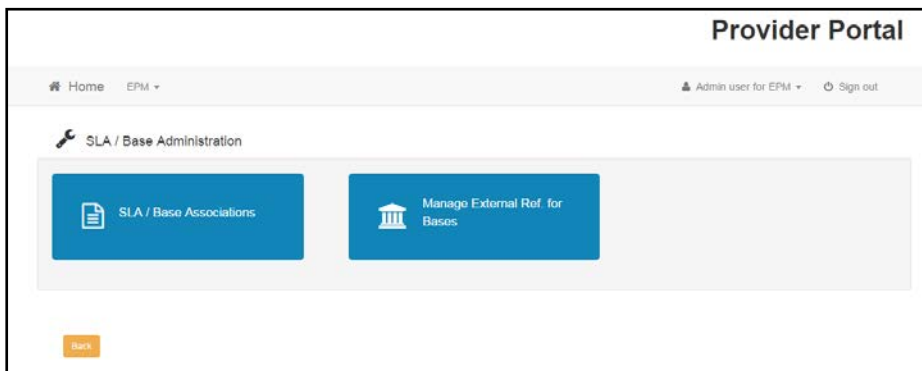 Provider Portal
Home EPM Admin user for EPM Sign out
SLA / Base Administration
SLA / Base Associations
Manage External Ref. for
Bases
Back